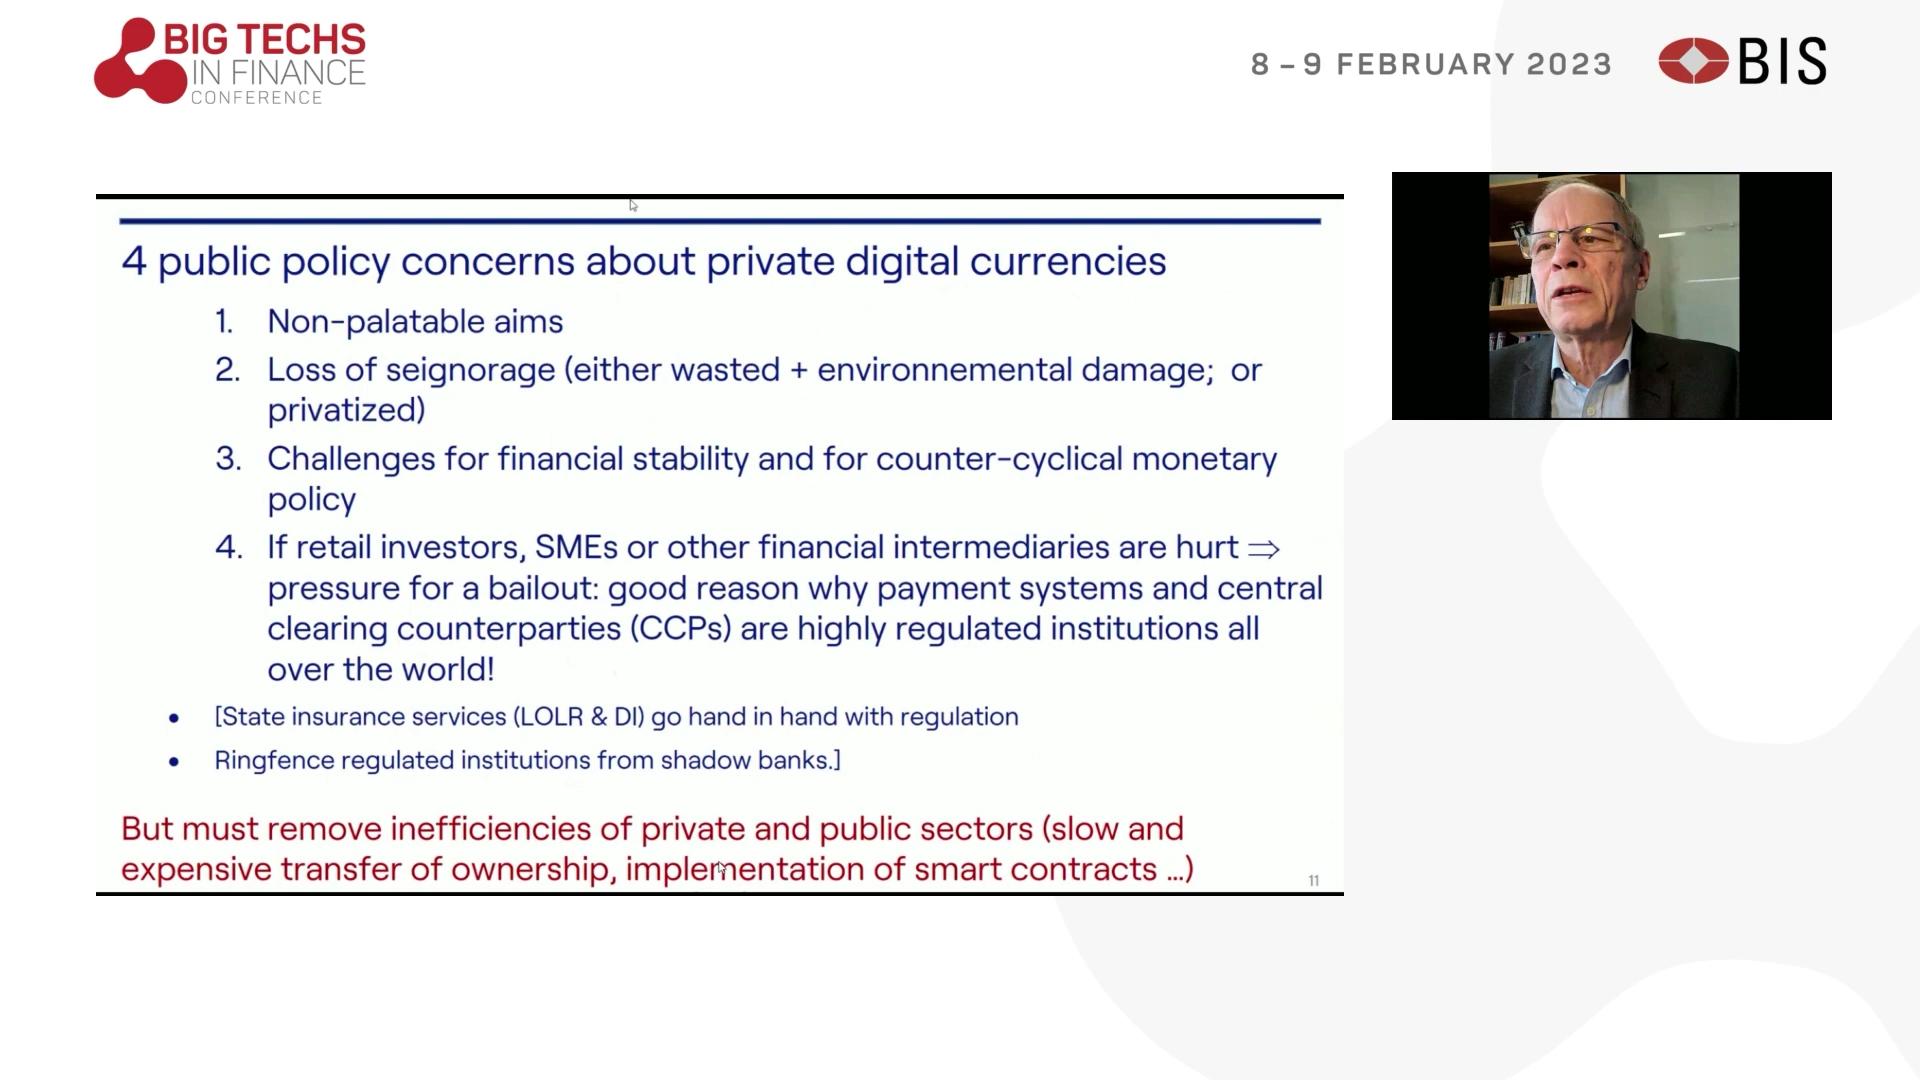 BIG TECHS
IN FINANCE
CONFERENCE
8 – 9 FEBRUARY 2023
BIS
4 public policy concerns about private digital currencies
1. Non-palatable aims
2. Loss of seignorage (either wasted + environnemental damage; or
privatized)
3. Challenges for financial stability and for counter-cyclical monetary
policy
4. If retail investors, SMEs or other financial intermediaries are hurt ⇒
pressure for a bailout: good reason why payment systems and central
clearing counterparties (CCPs) are highly regulated institutions all
over the world!
• [State insurance services (LOLR & DI) go hand in hand with regulation
• Ringfence regulated institutions from shadow banks.]
But must remove inefficiencies of private and public sectors (slow and
expensive transfer of ownership, implementation of smart contracts ...)
11